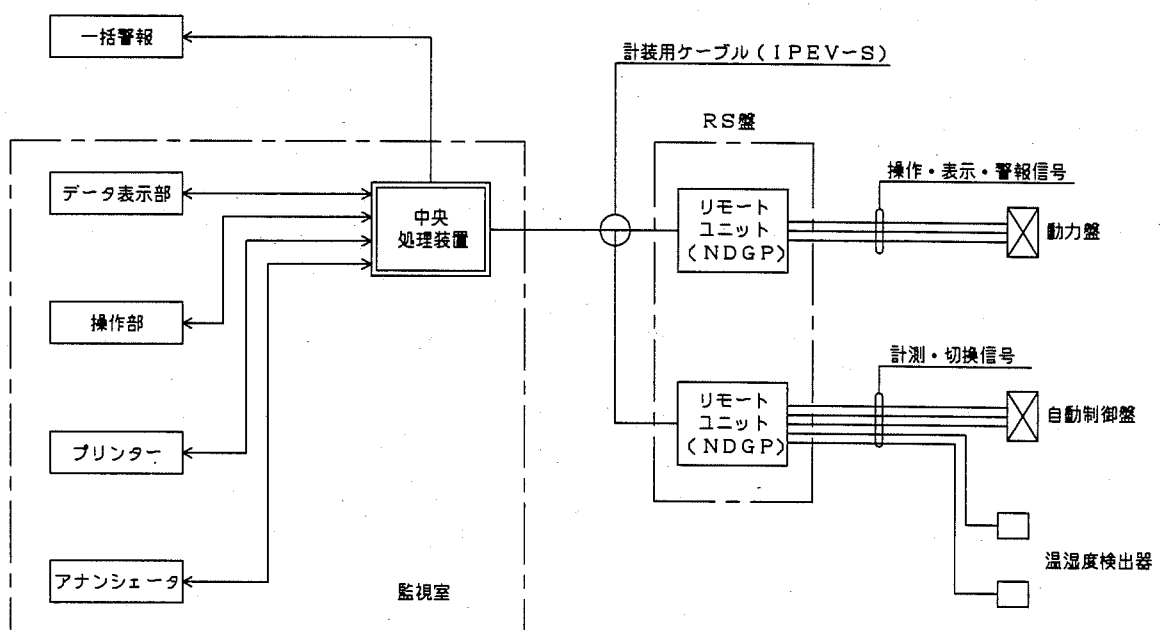 一括警報
計装用ケーブル（ＩＰＥＶ－Ｓ）
ＲＳ盤
データ表示部
中央
処理装置
リモート
ユニット
（ＮＤＧＰ）
操作・表示・警報信号
動力盤
操作部
計測・切換信号
リモート
ユニット
（ＮＤＧＰ）
自動制御盤
プリンター
温湿度検出器
アナンシェータ
監視室